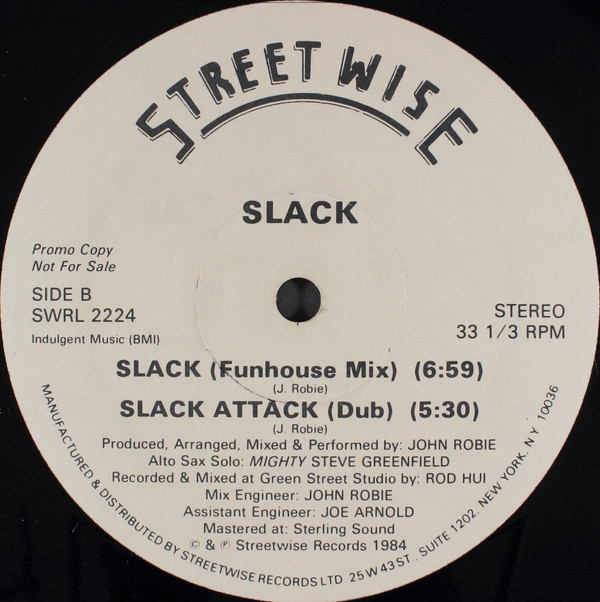 STREETWISE
SLACK
Promo Copy
Not For Sale
SIDE B
SWRL 2224
Indulgent Music (BMI)
STEREO
33 1/3 RPM
SLACK (Funhouse Mix) (6:59)
(J. Robie)
SLACK ATTACK (Dub) (5:30)
(J. Robie)
Produced, Arranged, Mixed & Performed by: JOHN ROBIE
Alto Sax Solo: MIGHTY STEVE GREENFIELD
Recorded & Mixed at Green Street Studio by: ROD HUI
Mix Engineer: JOHN ROBIE
Assistant Engineer: JOE ARNOLD
Mastered at: Sterling Sound
© & ℗ Streetwise Records 1984
MANUFACTURED & DISTRIBUTED BY STREETWISE RECORDS LTD. 25 W 43 ST., SUITE 1202, NEW YORK, NY 10036